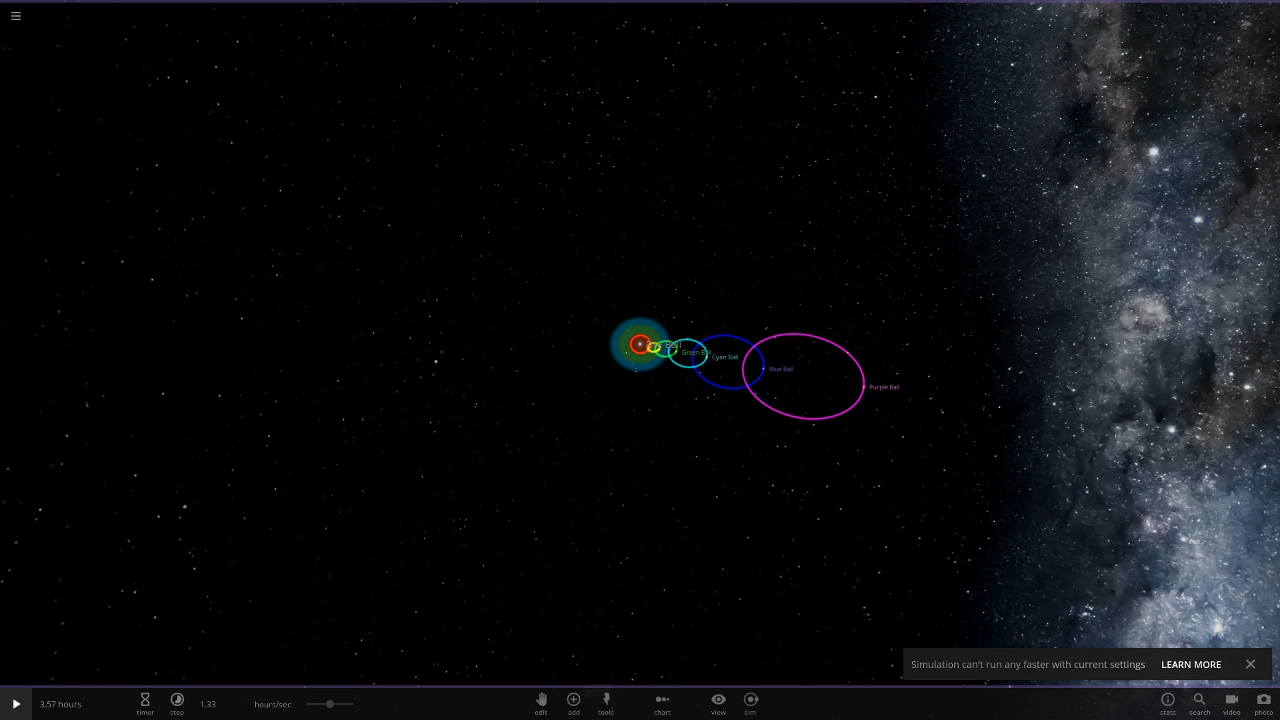 Green Ball
Cyan Ball
Blue Ball
Purple Ball
Simulation can't run any faster with current settings LEARN MORE
3.57 hours
timer
step
1.33
hours/sec
edit
add
tools
chart
view
sim
stats
search
video
photo